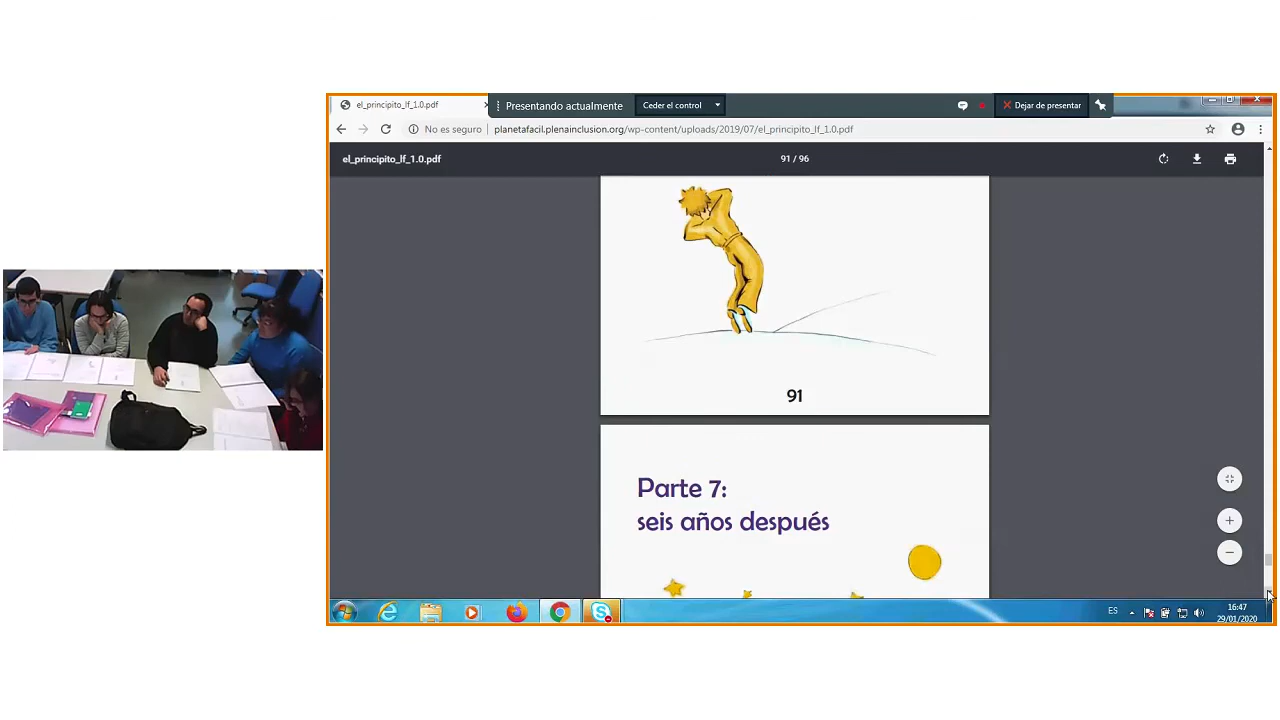 el_principito_lf_1.0.pdf
Presentando actualmente
Ceder el control
Dejar de presentar
No es seguro
planetafacil.plenainclusion.org/wp-content/uploads/2019/07/el_principito_lf_1.0.pdf
el_principito_lf_1.0.pdf
91 / 96
91
Parte 7:
seis años después
ES
16:47
29/01/2020